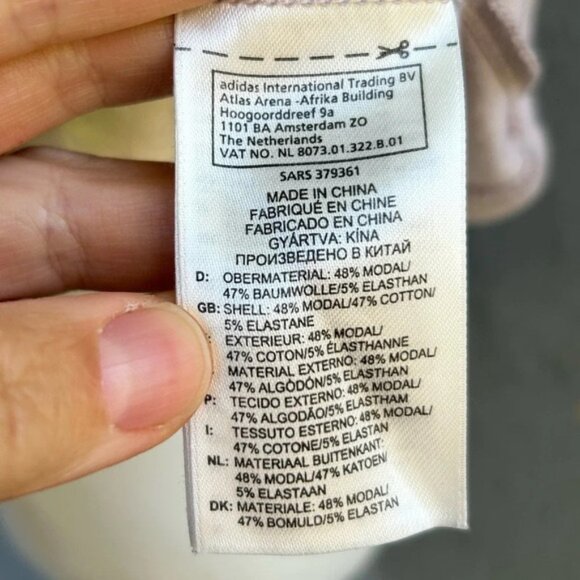 adidas International Trading BV
Atlas Arena -Afrika Building
Hoogoorddreef 9a
1101 BA Amsterdam ZO
The Netherlands
VAT NO. NL 8073.01.322.B.01
SARS 379361
MADE IN CHINA
FABRIQUÉ EN CHINE
FABRICADO EN CHINA
GYÁRTVA: KÍNA
ПРОИЗВЕДЕНО В КИТАЙ
D: OBERMATERIAL: 48% MODAL/
47% BAUMWOLLE/5% ELASTHAN
GB: SHELL: 48% MODAL/47% COTTON/
5% ELASTANE
EXTERIEUR: 48% MODAL/
47% COTON/5% ÉLASTHANNE
MATERIAL EXTERNO: 48% MODAL/
47% ALGÒDÓN/5% ELASTHAN
P: TECIDO EXTERNO: 48% MODAL/
47% ALGODÃO/5% ELASTHAM
I: TESSUTO ESTERNO: 48% MODAL/
47% COTONE/5% ELASTAN
NL: MATERIAAL BUITENKANT:
48% MODAL/47% KATOEN/
5% ELASTAAN
DK: MATERIALE: 48% MODAL/
47% BOMULD/5% ELASTAN